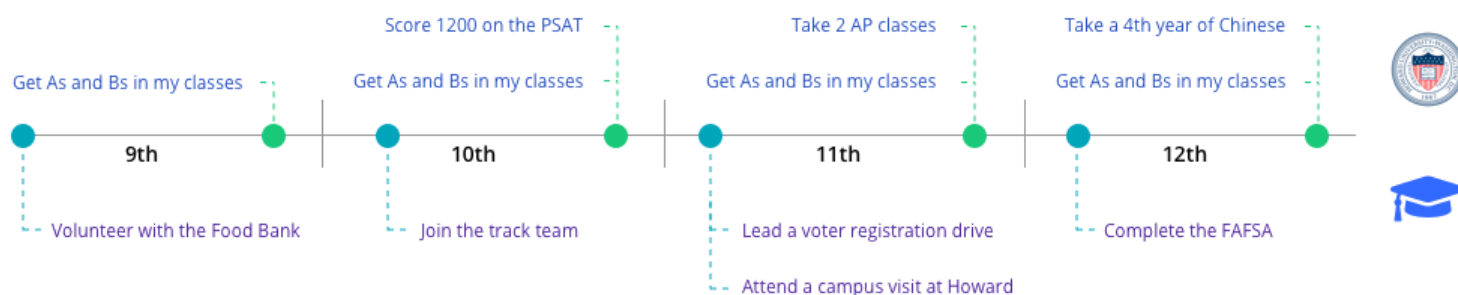 Score 1200 on the PSAT
Take 2 AP classes
Take a 4th year of Chinese
Get As and Bs in my classes
Get As and Bs in my classes
Get As and Bs in my classes
Get As and Bs in my classes
9th
10th
11th
12th
Volunteer with the Food Bank
Join the track team
Lead a voter registration drive
Complete the FAFSA
Attend a campus visit at Howard